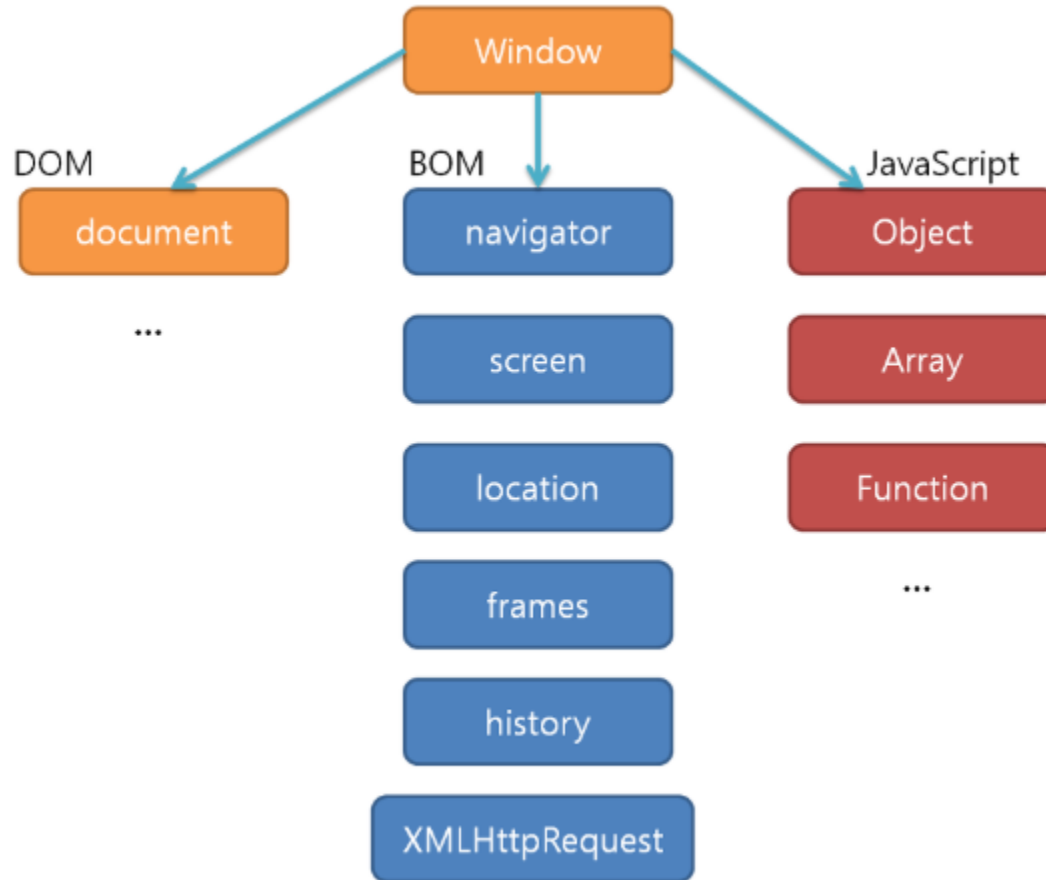 Window
DOM
document
...
BOM
navigator
screen
location
frames
history
XMLHttpRequest
JavaScript
Object
Array
Function
...